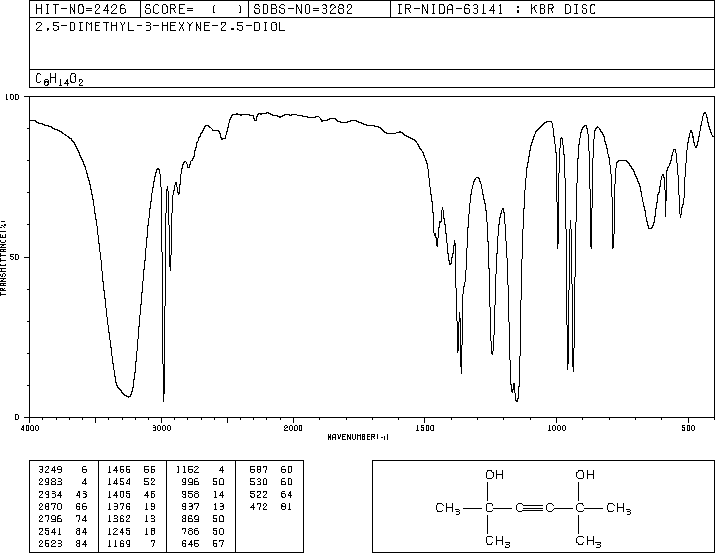 HIT-NO=2426 SCORE= ( ) SDBS-NO=3282 IR-NIDA-63141 : KBR DISC
2,5-DIMETHYL-3-HEXYNE-2,5-DIOL
C8H14O2
100
50
0
TRANSMITTANCE(%)
4000 3000 2000 1500 1000 500
WAVENUMBER(-1)
3249 6 1466 66 1152 4 587 60
2983 4 1454 52 996 50 530 60
2934 43 1405 46 958 14 522 64
2870 66 1376 19 937 13 472 81
2796 74 1362 13 869 50
2541 84 1245 18 786 50
2523 84 1169 7 645 57
OH OH
CH3 CH3
CH3 CH3